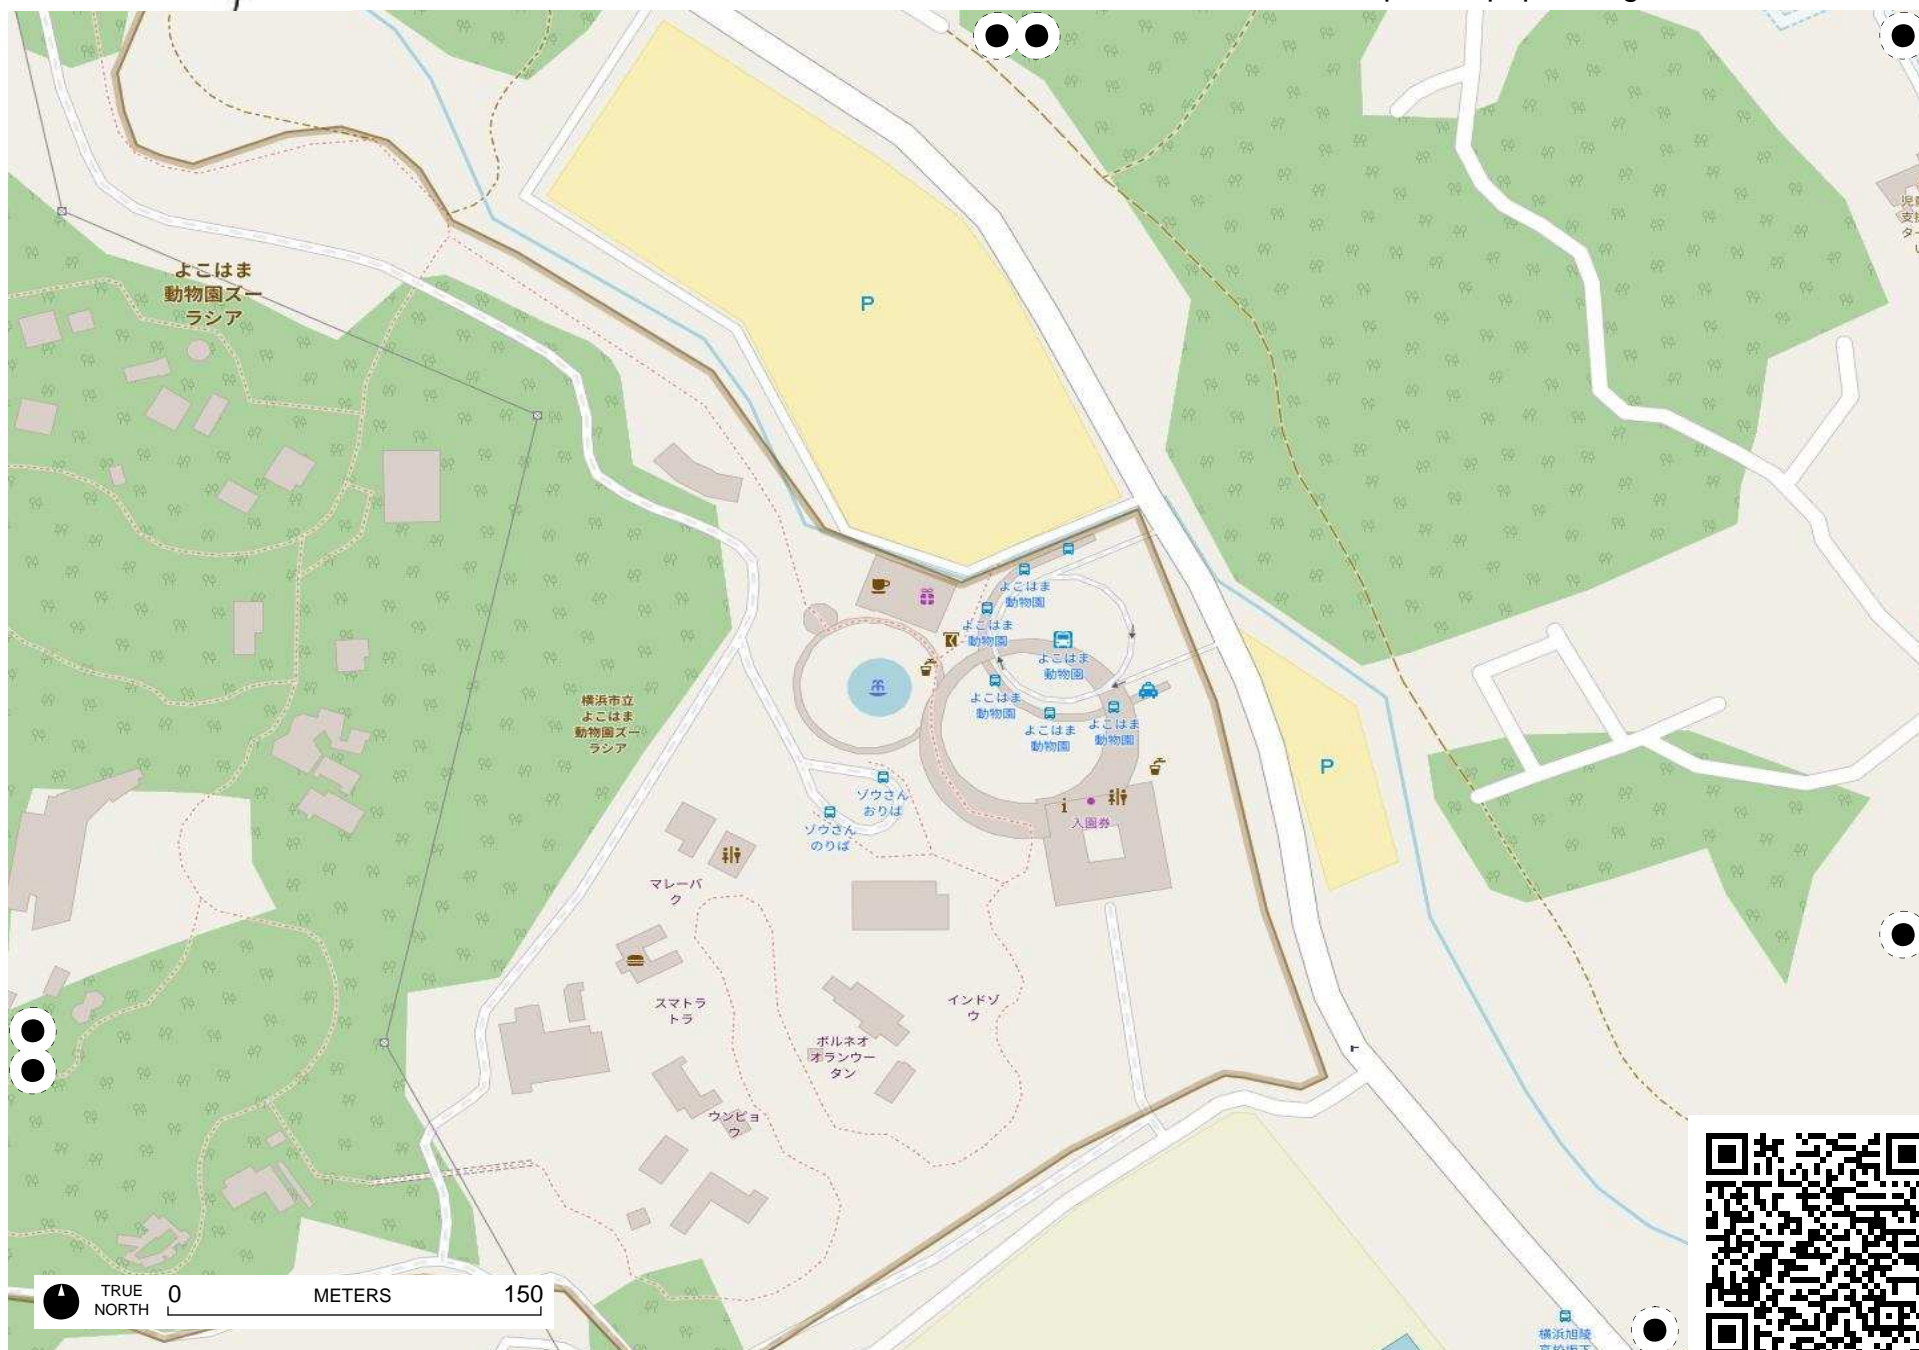 よこはま
動物園ズー
ラシア
P
よこはま
動物園
よこはま
動物園
よこはま
動物園
よこはま
動物園
よこはま
動物園
よこはま
動物園
横浜市立
よこはま
動物園ズー
ラシア
P
ゾウさん
おりば
ゾウさん
のりば
i
入園券
マレーバ
ク
スマトラ
トラ
インドゾ
ウ
ボルネオ
オランウー
タン
ウンピョ
ウ
TRUE
NORTH
0
METERS
150
横浜旭陵